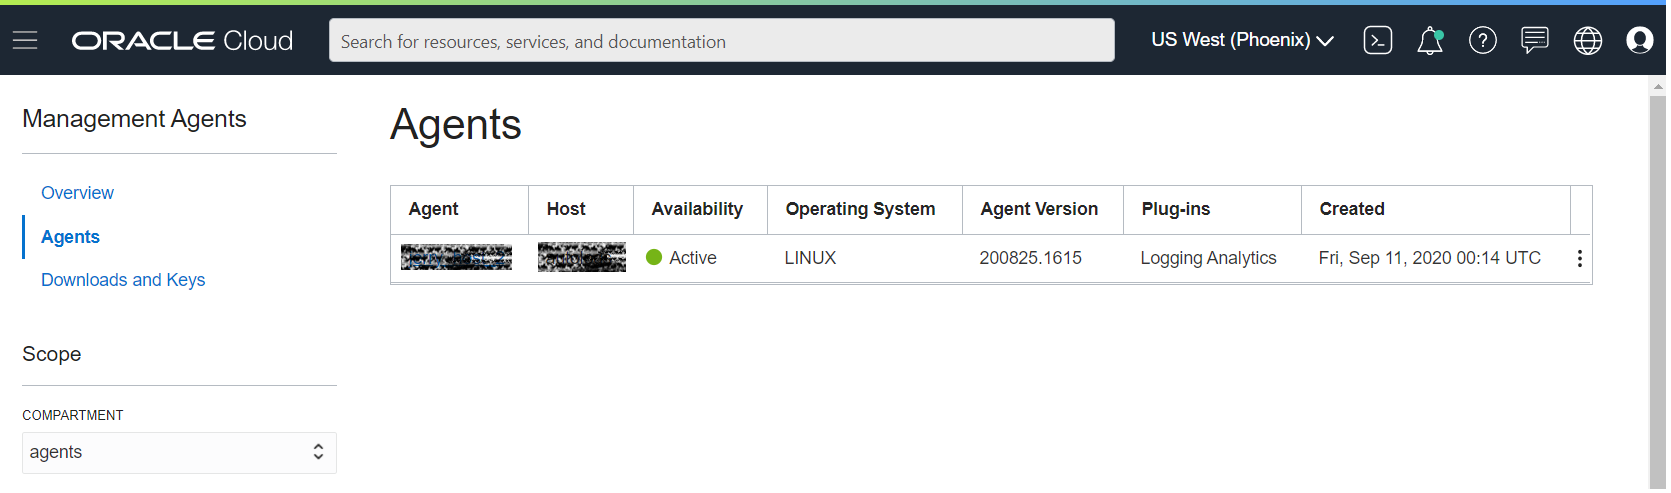 ORACLE Cloud
Search for resources, services, and documentation
US West (Phoenix)
Management Agents
Overview
Agents
Downloads and Keys
Scope
COMPARTMENT
agents
Agents
Agent Host Availability Operating System Agent Version Plug-ins Created
Active LINUX 200825.1615 Logging Analytics Fri, Sep 11, 2020 00:14 UTC